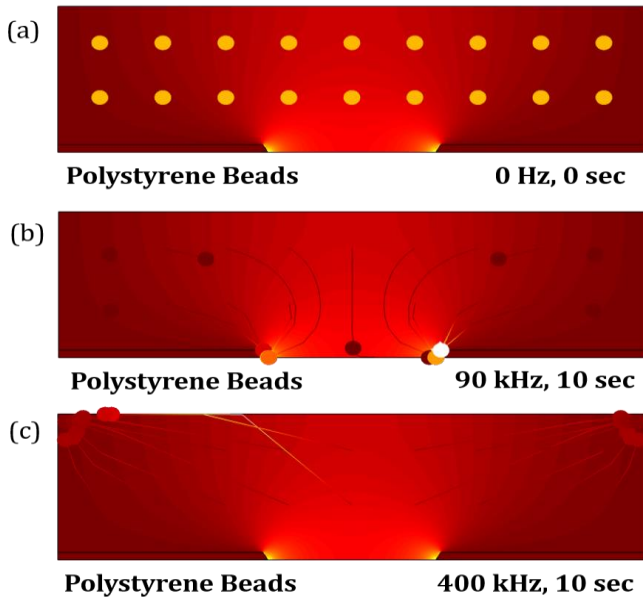 (a)
Polystyrene Beads 0 Hz, 0 sec
(b)
Polystyrene Beads 90 kHz, 10 sec
(c)
Polystyrene Beads 400 kHz, 10 sec